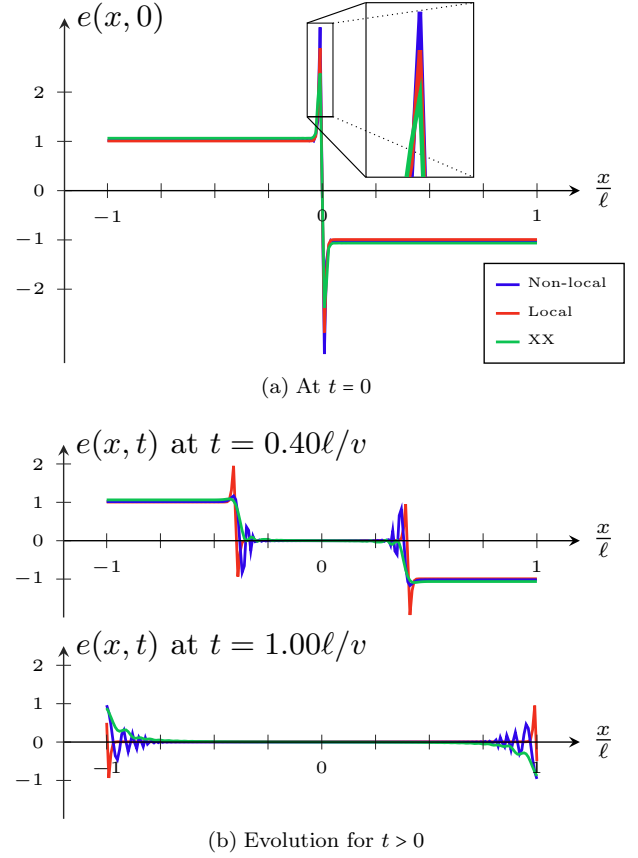 e(x, 0)
2
1
0
−1
−2
−1
0
1
x/ℓ
Non-local
Local
XX
(a) At t = 0
e(x, t) at t = 0.40ℓ/v
2
1
0
−1
−1
0
1
x/ℓ
e(x, t) at t = 1.00ℓ/v
2
1
0
−1
−1
0
1
x/ℓ
(b) Evolution for t > 0